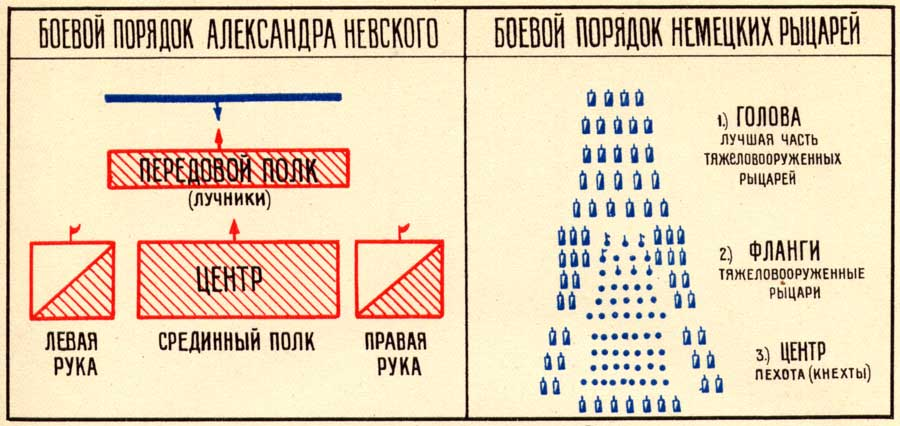 БОЕВОЙ ПОРЯДОК АЛЕКСАНДРА НЕВСКОГО
ПЕРЕДОВОЙ ПОЛК
(ЛУЧНИКИ)
ЦЕНТР
ЛЕВАЯ
РУКА
СРЕДИННЫЙ ПОЛК
ПРАВАЯ
РУКА
БОЕВОЙ ПОРЯДОК НЕМЕЦКИХ РЫЦАРЕЙ
1.) ГОЛОВА
ЛУЧШАЯ ЧАСТЬ
ТЯЖЕЛОВООРУЖЕННЫХ
РЫЦАРЕЙ
2.) ФЛАНГИ
ТЯЖЕЛОВООРУЖЕННЫЕ
РЫЦАРИ
3.) ЦЕНТР
ПЕХОТА (КНЕХТЫ)